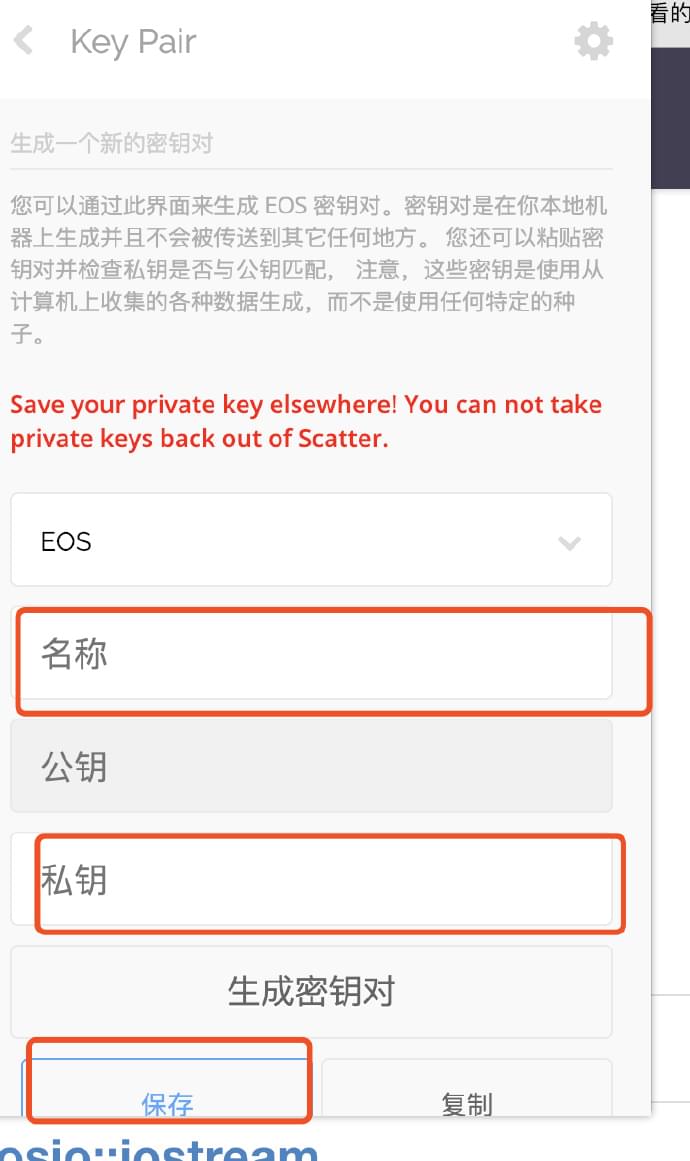 看的
Key Pair
生成一个新的密钥对
您可以通过此界面来生成 EOS 密钥对。密钥对是在你本地机
器上生成并且不会被传送到其它任何地方。 您还可以粘贴密
钥对并检查私钥是否与公钥匹配， 注意，这些密钥是使用从
计算机上收集的各种数据生成，而不是使用任何特定的种
子。
Save your private key elsewhere! You can not take
private keys back out of Scatter.
EOS
名称
公钥
私钥
生成密钥对
保存
复制
osio::iostream